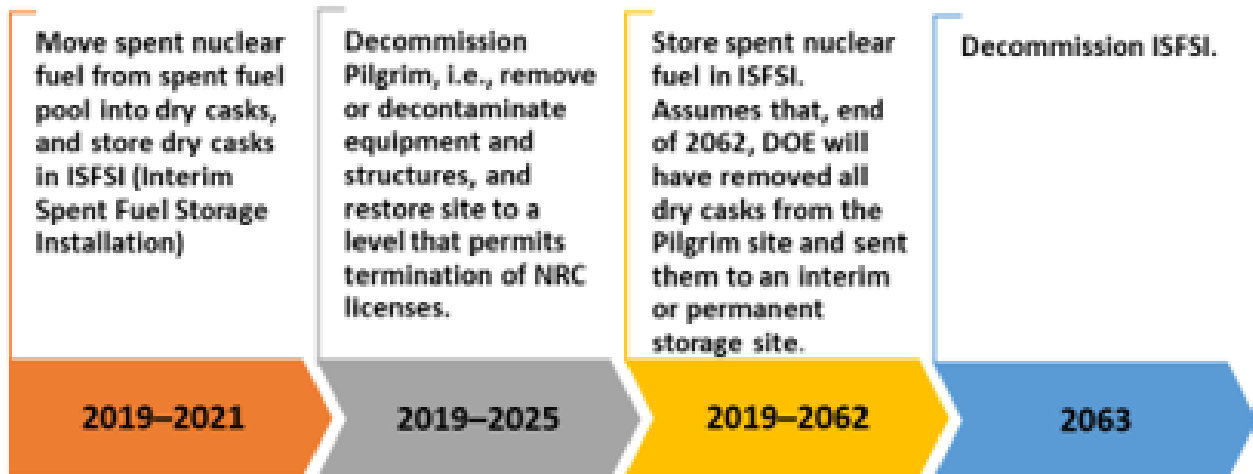 Move spent nuclear
fuel from spent fuel
pool into dry casks,
and store dry casks
in ISFSI (Interim
Spent Fuel Storage
Installation)
2019–2021
Decommission
Pilgrim, i.e., remove
or decontaminate
equipment and
structures, and
restore site to a
level that permits
termination of NRC
licenses.
2019–2025
Store spent nuclear
fuel in ISFSI.
Assumes that, end
of 2062, DOE will
have removed all
dry casks from the
Pilgrim site and sent
them to an interim
or permanent
storage site.
2019–2062
Decommission ISFSI.
2063